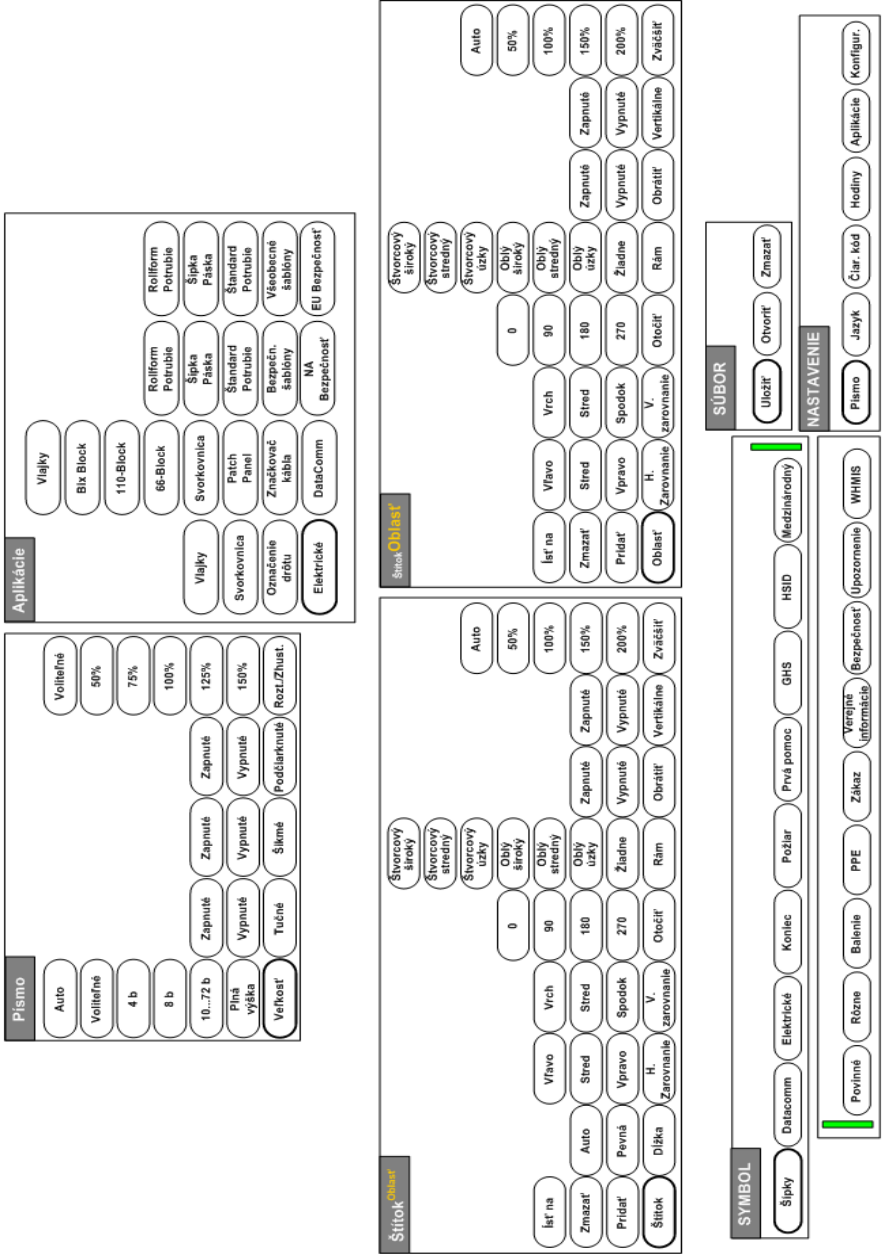 Písmo
Auto
Voliteľné
4 b
8 b
10...72 b
Plná
výška
Veľkosť
Zapnuté
Vypnuté
Tučné
Zapnuté
Vypnuté
Šikmé
Zapnuté
Vypnuté
Podčiarknuté
Voliteľné
50%
75%
100%
125%
150%
Rozt./Zhust.
Aplikácie
Vlajky
Svorkovnica
Označenie
drôtu
Elektrické
Vlajky
Bix Block
110-Block
66-Block
Svorkovnica
Patch
Panel
Značkovač
kábla
DataComm
Rollform
Potrubie
Šípka
Páska
Štandard
Potrubie
Bezpečn.
šablóny
NA
Bezpečnosť
Rollform
Potrubie
Šípka
Páska
Štandard
Potrubie
Všeobecné
šablóny
EU Bezpečnosť
Štítok Oblasť
Ísť na
Zmazať
Pridať
Štítok
Auto
Pevná
Dĺžka
Vľavo
Stred
Vpravo
H.
Zarovnanie
Vrch
Stred
Spodok
V.
zarovnanie
0
90
180
270
Otočiť
Štvorcový
široký
Štvorcový
stredný
Štvorcový
úzky
Oblý
široký
Oblý
stredný
Oblý
úzky
Žiadne
Rám
Zapnuté
Vypnuté
Obrátiť
Zapnuté
Vypnuté
Vertikálne
Auto
50%
100%
150%
200%
Zväčšiť
Štítok Oblasť
Ísť na
Zmazať
Pridať
Oblasť
Vľavo
Stred
Vpravo
H.
Zarovnanie
Vrch
Stred
Spodok
V.
zarovnanie
0
90
180
270
Otočiť
Štvorcový
široký
Štvorcový
stredný
Štvorcový
úzky
Oblý
široký
Oblý
stredný
Oblý
úzky
Žiadne
Rám
Zapnuté
Vypnuté
Obrátiť
Zapnuté
Vypnuté
Vertikálne
Auto
50%
100%
150%
200%
Zväčšiť
SYMBOL
Šípky
Datacomm
Elektrické
Koniec
Požiar
Prvá pomoc
GHS
HSID
Medzinárodný
Povinné
Rôzne
Balenie
PPE
Zákaz
Verejné
informácie
Bezpečnosť
Upozornenie
WHMIS
SÚBOR
Uložiť
Otvoriť
Zmazať
NASTAVENIE
Písmo
Jazyk
Čiar. kód
Hodiny
Aplikácie
Konfigur.